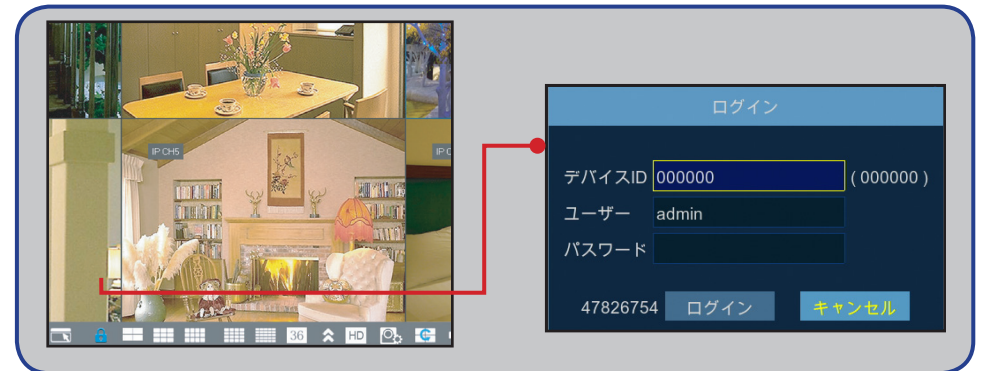 IP CH5
IP C
36
HD
ログイン
デバイスID 000000 ( 000000 )
ユーザー admin
パスワード
47826754 ログイン キャンセル